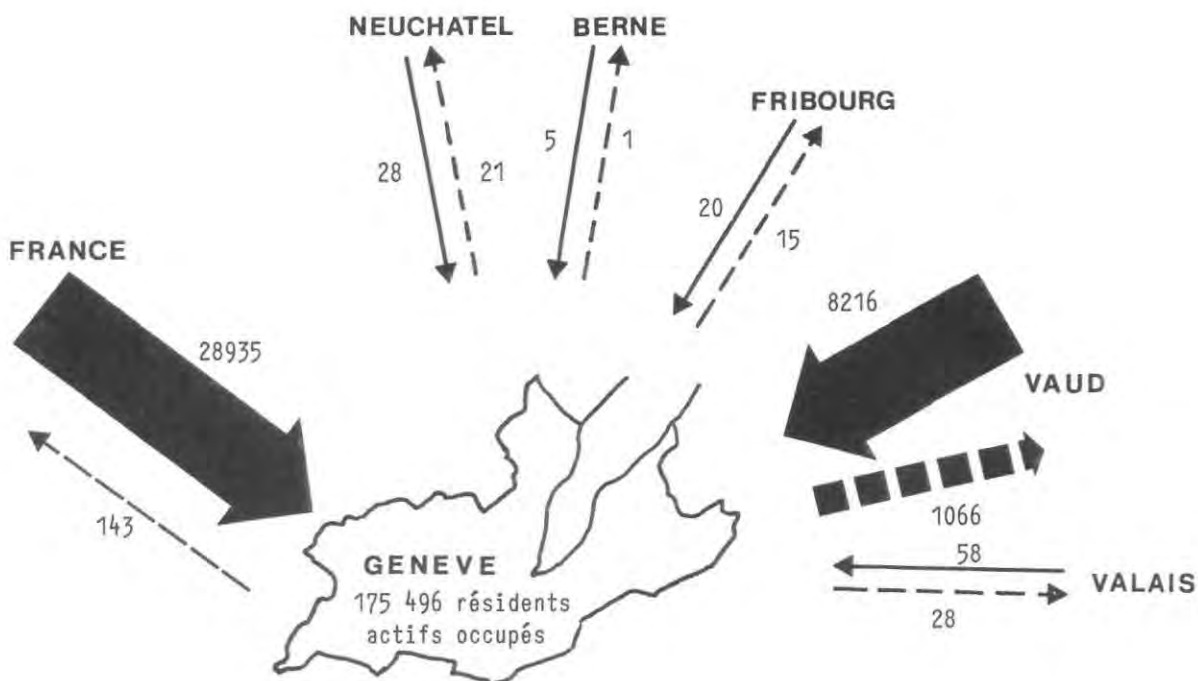 NEUCHATEL
BERNE
FRIBOURG
28
21
5
1
20
15
FRANCE
28935
8216
VAUD
143
1066
58
VALAIS
28
GENEVE
175 496 résidents
actifs occupés